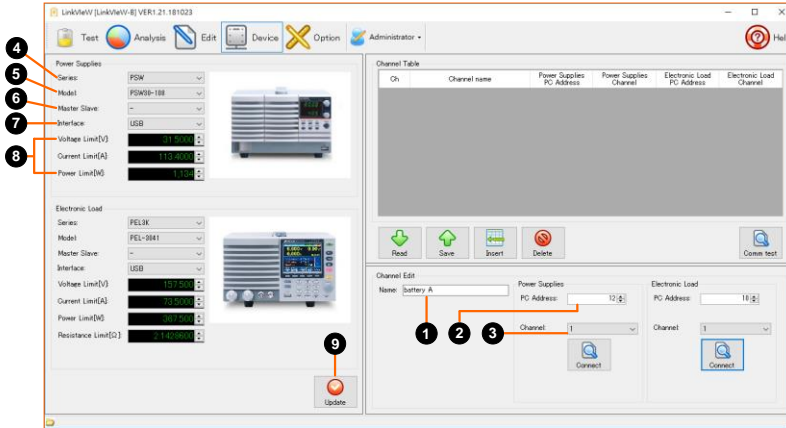 LinkVIeW [LinkVIeW-B] VER1.21.181023
Test Analysis Edit Device Option Administrator Hel
Power Supplies
4 Series: PSW
5 Model: PSW30-108
6 Master Slave: -
7 Interface: USB
8 Voltage Limit[V]: 31.5000
Current Limit[A]: 113.4000
Power Limit[W]: 1,134
Electronic Load
Series: PEL3K
Model: PEL-3041
Master Slave: -
Interface: USB
Voltage Limit[V]: 157.500
Current Limit[A]: 73.5000
Power Limit[W]: 367.500
Resistance Limit[Ω]: 2.1428600
9
Update
Channel Table
Ch Channel name Power Supplies PC Address Power Supplies Channel Electronic Load PC Address Electronic Load Channel
Read Save Insert Delete Comm test
Channel Edit
Name: battery A
1 2 3
Power Supplies
PC Address: 12
Channel: 1
Connect
Electronic Load
PC Address: 10
Channel: 1
Connect